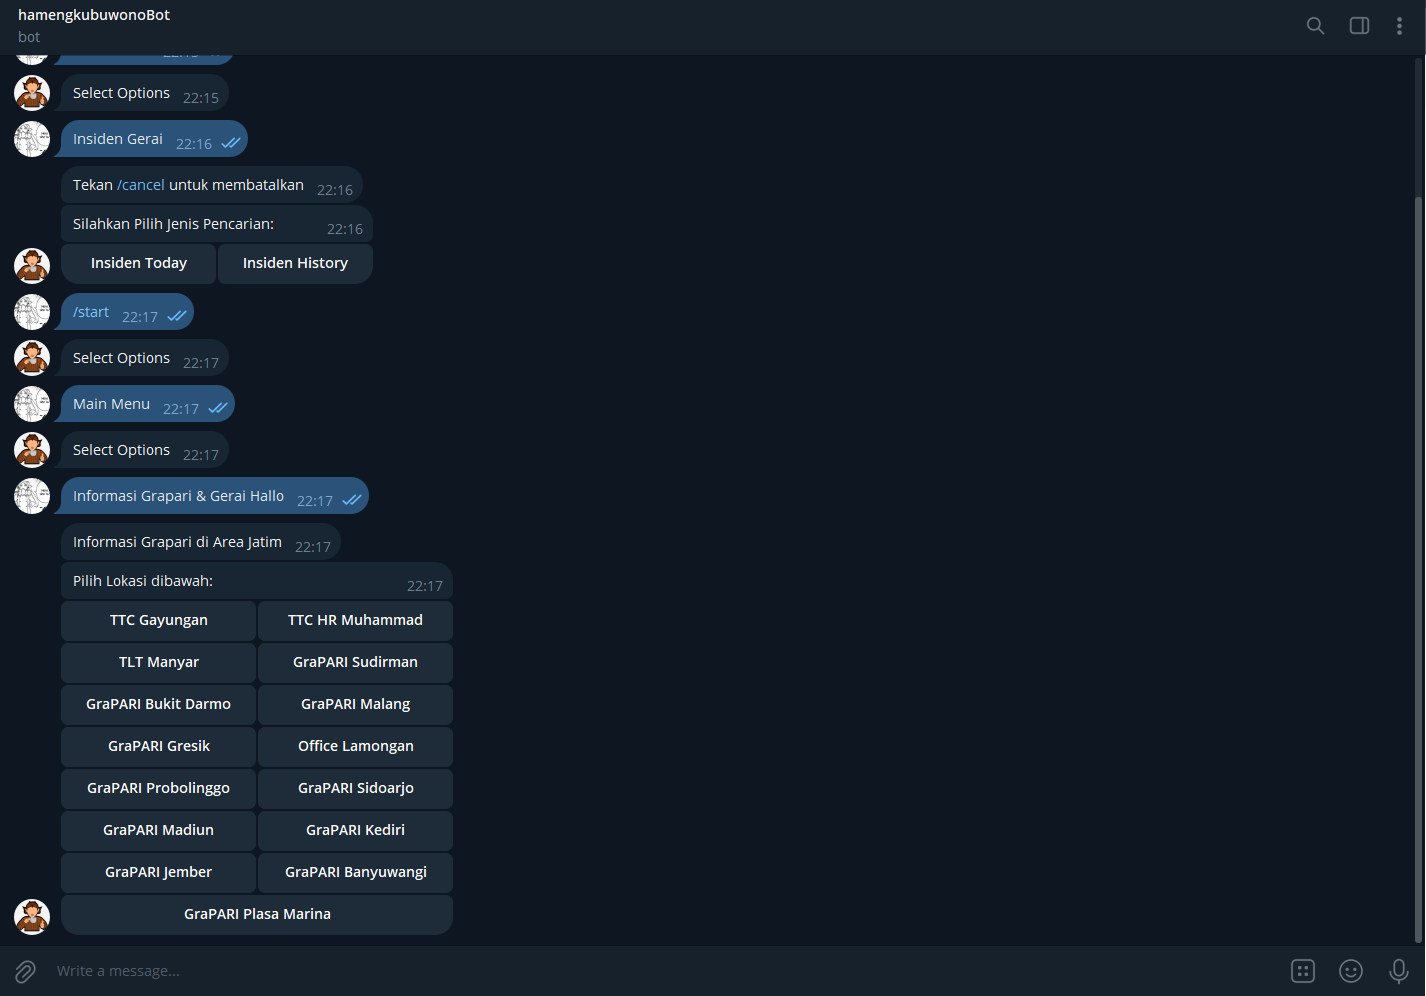 hamengkubuwonoBot
bot
Select Options 22:15
Insiden Gerai 22:16
Tekan /cancel untuk membatalkan 22:16
Silahkan Pilih Jenis Pencarian: 22:16
Insiden Today Insiden History
/start 22:17
Select Options 22:17
Main Menu 22:17
Select Options 22:17
Informasi Grapari & Gerai Hallo 22:17
Informasi Grapari di Area Jatim 22:17
Pilih Lokasi dibawah: 22:17
TTC Gayungan TTC HR Muhammad
TLT Manyar GraPARI Sudirman
GraPARI Bukit Darmo GraPARI Malang
GraPARI Gresik Office Lamongan
GraPARI Probolinggo GraPARI Sidoarjo
GraPARI Madiun GraPARI Kediri
GraPARI Jember GraPARI Banyuwangi
GraPARI Plasa Marina
Write a message...